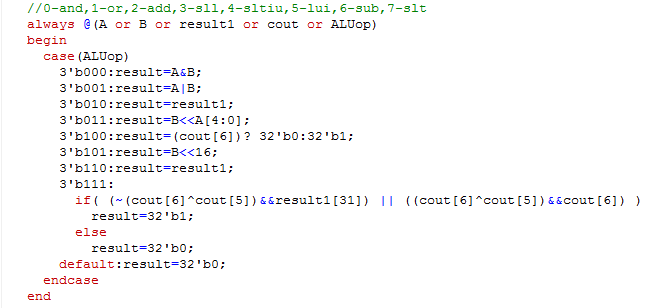 //0-and,1-or,2-add,3-sll,4-sltiu,5-lui,6-sub,7-slt
always @(A or B or result1 or cout or ALUop)
begin
case(ALUop)
3'b000:result=A&B;
3'b001:result=A|B;
3'b010:result=result1;
3'b011:result=B<<A[4:0];
3'b100:result=(cout[6])? 32'b0:32'b1;
3'b101:result=B<<16;
3'b110:result=result1;
3'b111:
if( (~(cout[6]^cout[5])&&result1[31]) || ((cout[6]^cout[5])&&cout[6]) )
result=32'b1;
else
result=32'b0;
default:result=32'b0;
endcase
end